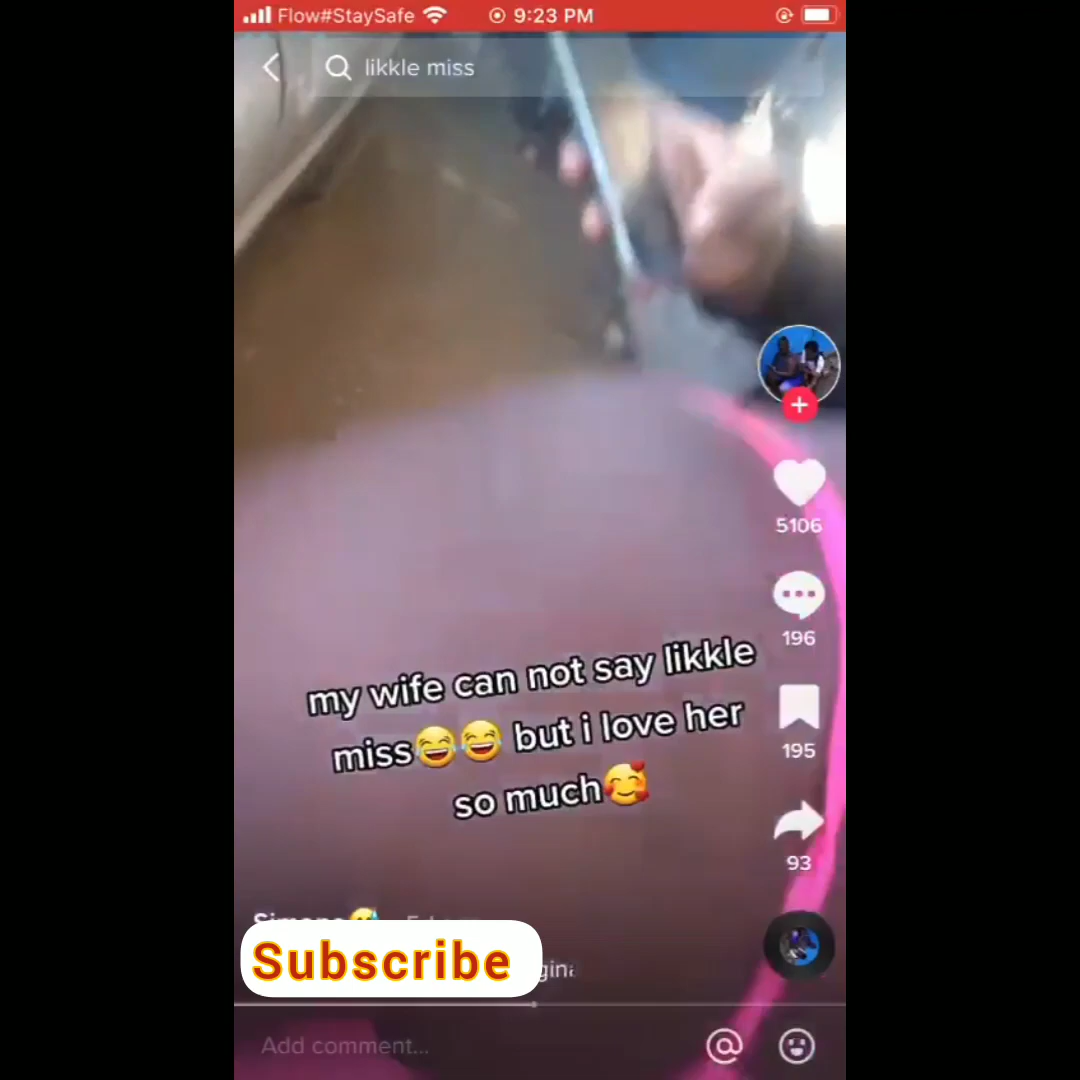 Flow#StaySafe 9:23 PM
likkle miss
5106
my wife can not say likkle
miss😂😂 but i love her
so much🥰
196
195
93
Subscribe
Add comment...